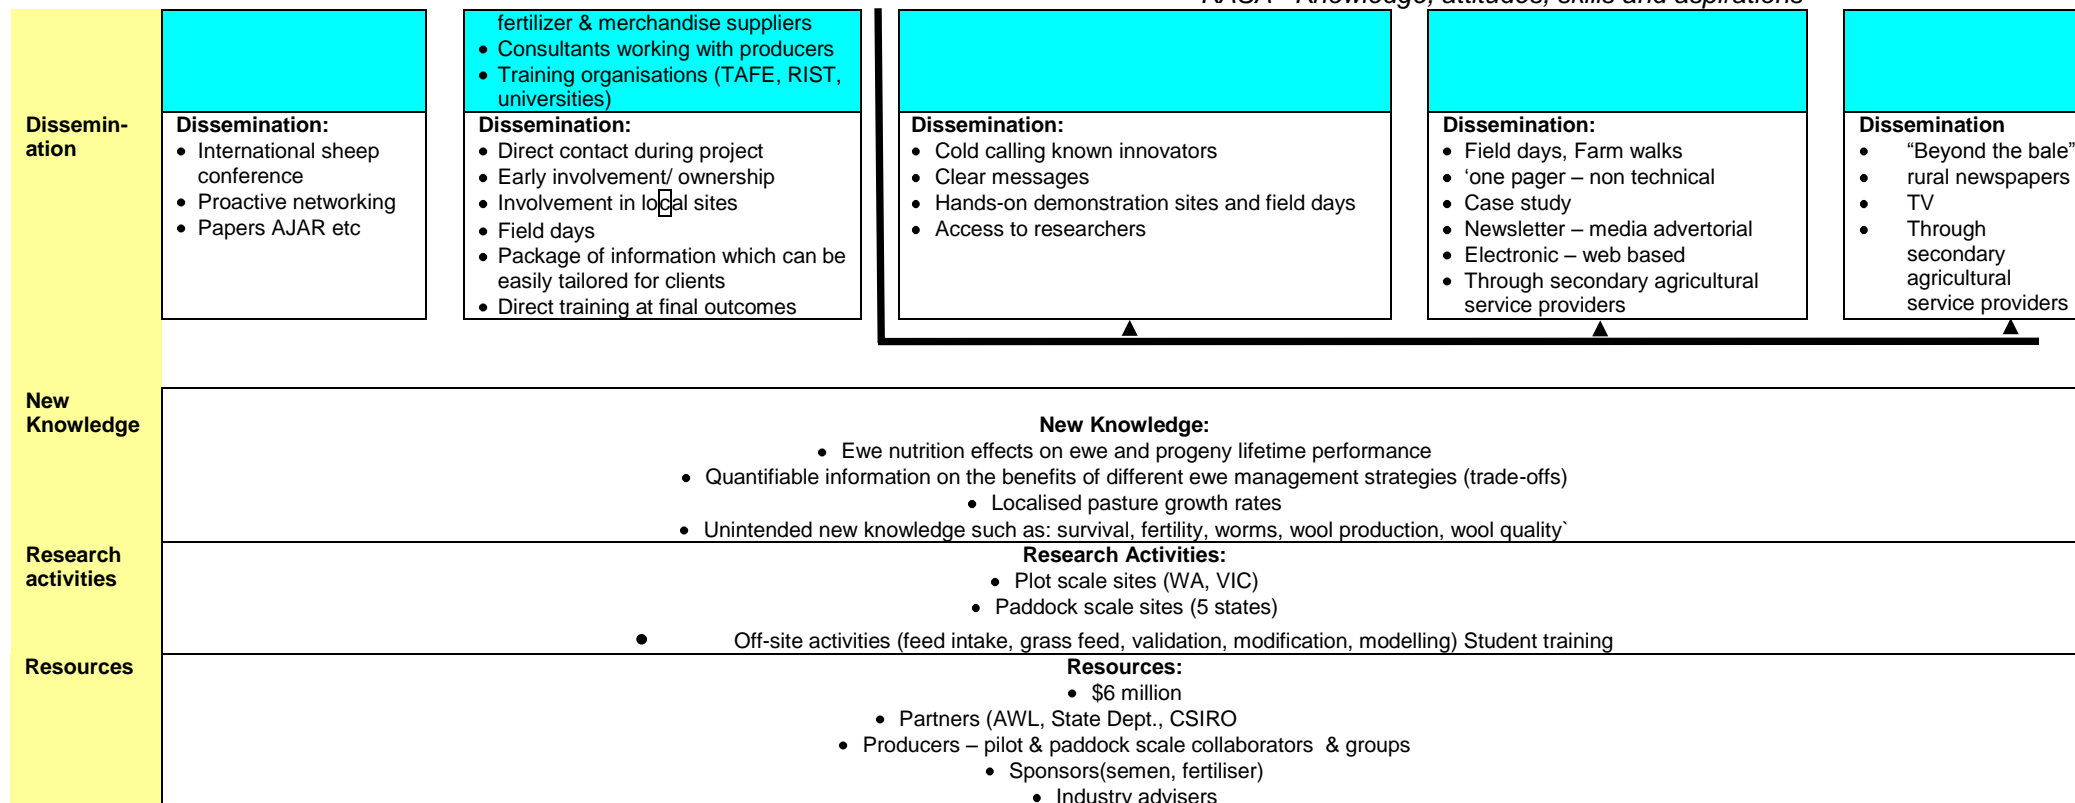 KASA - Knowledge, attitudes, skills and aspirations
fertilizer & merchandise suppliers
• Consultants working with producers
• Training organisations (TAFE, RIST,
universities)
Dissemin-
ation
Dissemination:
• International sheep
conference
• Proactive networking
• Papers AJAR etc
Dissemination:
• Direct contact during project
• Early involvement/ ownership
• Involvement in local sites
• Field days
• Package of information which can be
easily tailored for clients
• Direct training at final outcomes
Dissemination:
• Cold calling known innovators
• Clear messages
• Hands-on demonstration sites and field days
• Access to researchers
Dissemination:
• Field days, Farm walks
• ‘one pager – non technical
• Case study
• Newsletter – media advertorial
• Electronic – web based
• Through secondary agricultural
service providers
Dissemination
• “Beyond the bale”
• rural newspapers
• TV
• Through
secondary
agricultural
service providers
New
Knowledge
New Knowledge:
• Ewe nutrition effects on ewe and progeny lifetime performance
• Quantifiable information on the benefits of different ewe management strategies (trade-offs)
• Localised pasture growth rates
• Unintended new knowledge such as: survival, fertility, worms, wool production, wool quality`
Research
activities
Research Activities:
• Plot scale sites (WA, VIC)
• Paddock scale sites (5 states)
• Off-site activities (feed intake, grass feed, validation, modification, modelling) Student training
Resources
Resources:
• $6 million
• Partners (AWL, State Dept., CSIRO
• Producers – pilot & paddock scale collaborators & groups
• Sponsors(semen, fertiliser)
• Industry advisers